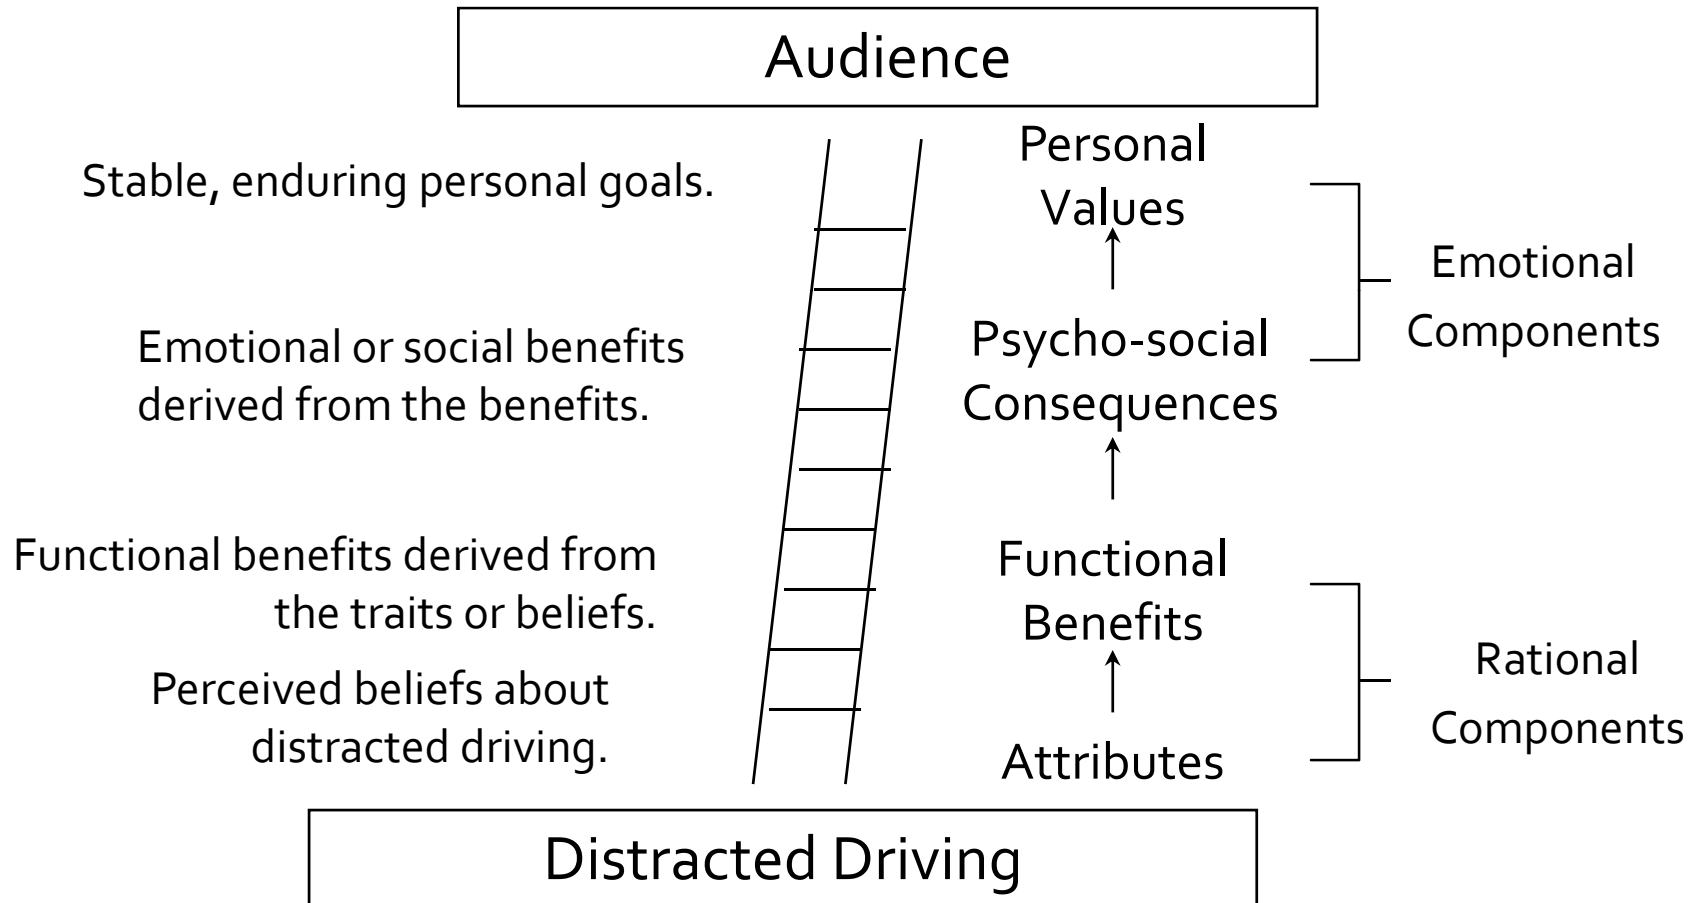 Audience
Stable, enduring personal goals.
Personal
Values
Emotional
Components
Emotional or social benefits
derived from the benefits.
Psycho-social
Consequences
Functional benefits derived from
the traits or beliefs.
Functional
Benefits
Rational
Components
Perceived beliefs about
distracted driving.
Attributes
Distracted Driving